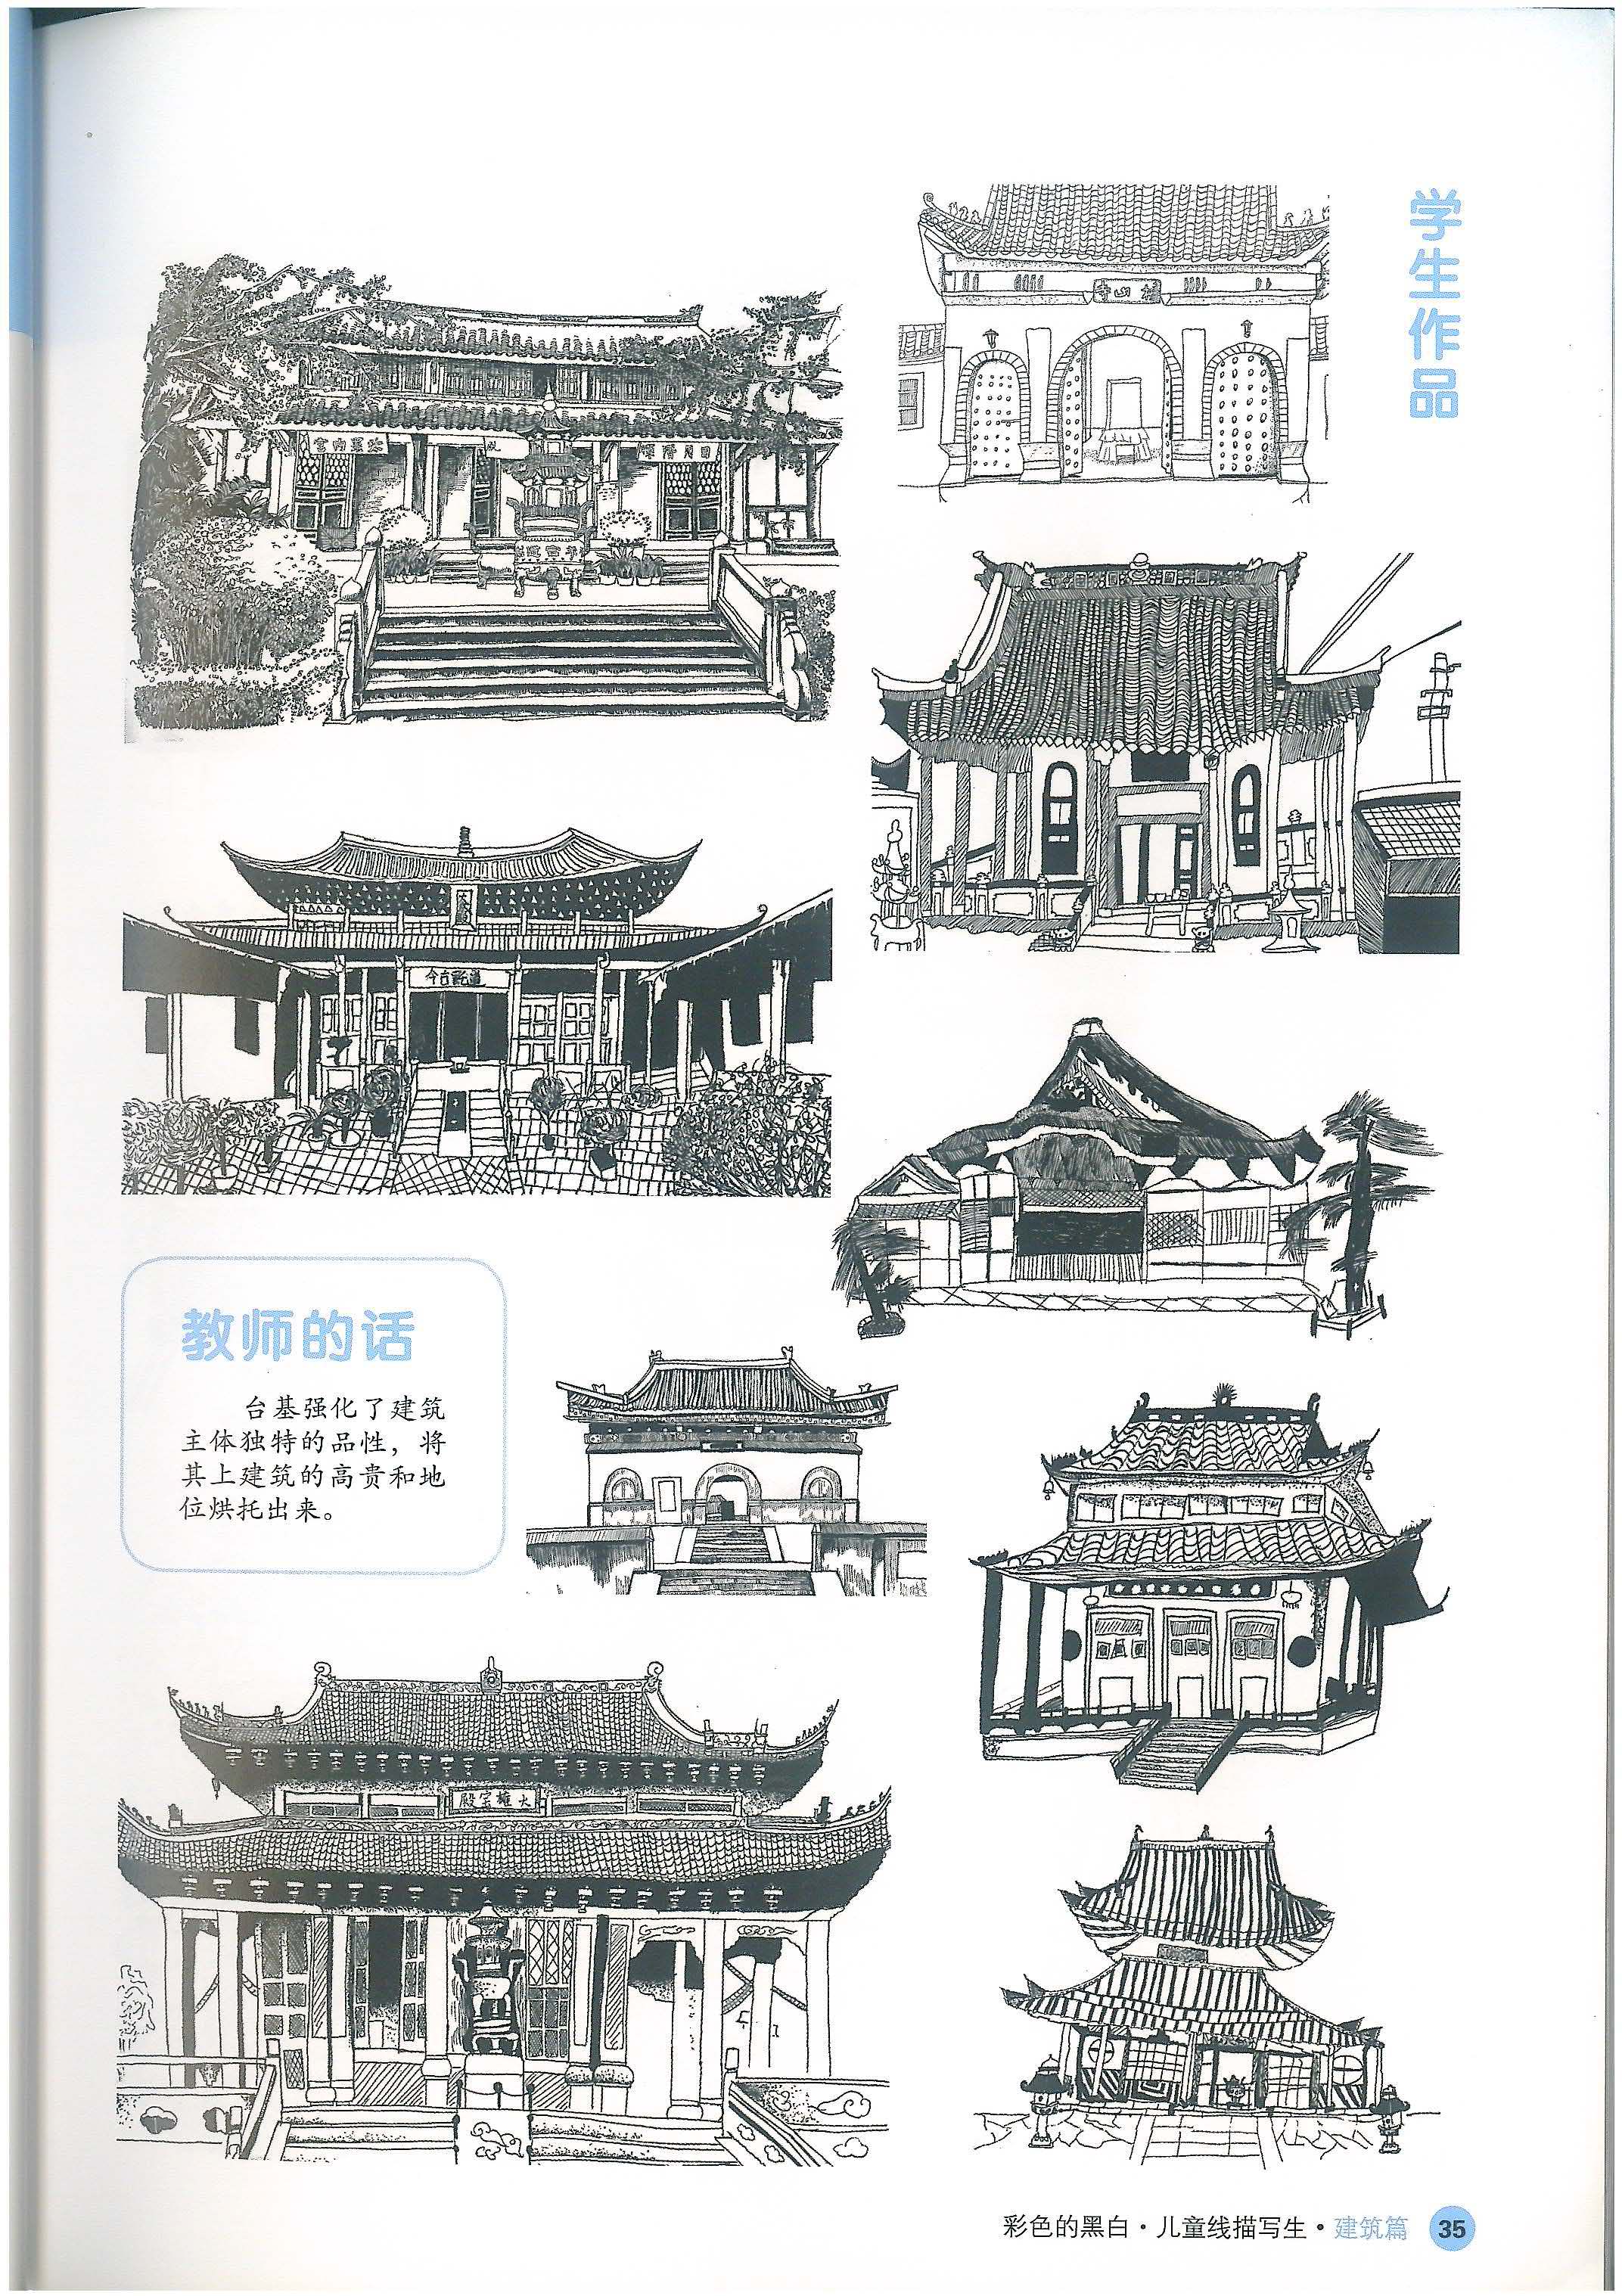 学生作品
大雄宝殿
教师的话
台基强化了建筑
主体独特的品性，将
其上建筑的高贵和地
位烘托出来。
彩色的黑白·儿童线描写生·建筑篇 35